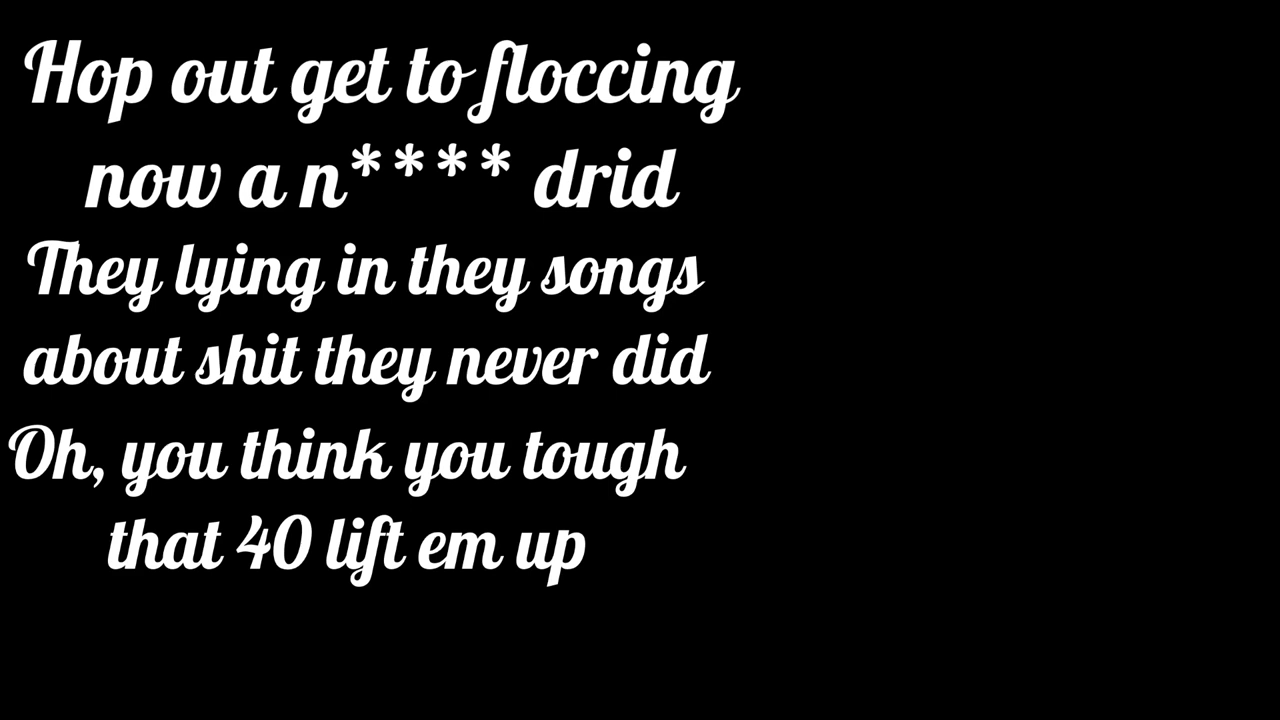 Hop out get to floccing
now a n**** drid
They lying in they songs
about shit they never did
Oh, you think you tough
that 40 lift em up